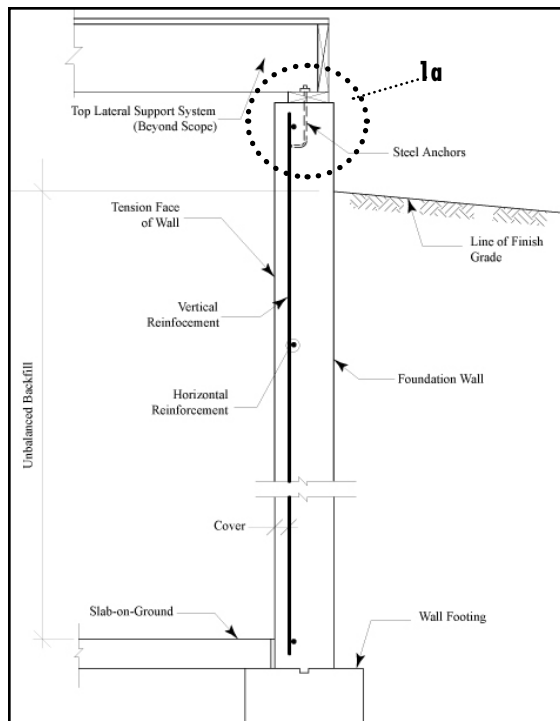 1a
Top Lateral Support System
(Beyond Scope)
Steel Anchors
Tension Face
of Wall
Line of Finish
Grade
Vertical
Reinfocement
Unbalanced Backfill
Foundation Wall
Horizontal
Reinforcement
Cover
Slab-on-Ground
Wall Footing